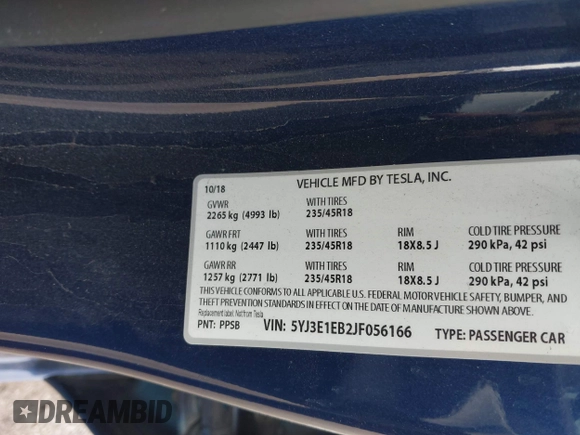 10/18 VEHICLE MFD BY TESLA, INC.
GVWR WITH TIRES
2265 kg (4993 lb) 235/45R18
GAWR FRT WITH TIRES RIM COLD TIRE PRESSURE
1110 kg (2447 lb) 235/45R18 18X8.5 J 290 kPa, 42 psi
GAWR RR WITH TIRES RIM COLD TIRE PRESSURE
1257 kg (2771 lb) 235/45R18 18X8.5 J 290 kPa, 42 psi
THIS VEHICLE CONFORMS TO ALL APPLICABLE U.S. FEDERAL MOTOR VEHICLE SAFETY, BUMPER, AND
THEFT PREVENTION STANDARDS IN EFFECT ON THE DATE OF MANUFACTURE SHOWN ABOVE.
Label: Not from Tesla
PNT: PPSB VIN: 5YJ3E1EB2JF056166 TYPE: PASSENGER CAR
DREAMBID